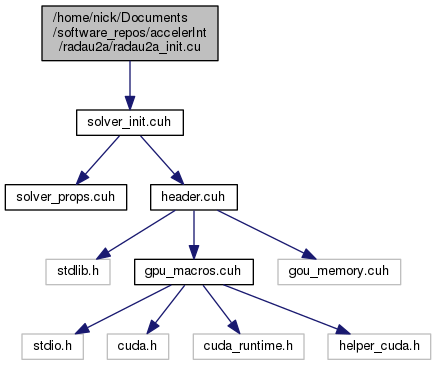 /home/nick/Documents
/software_repos/accelerInt
/radau2a/radau2a_init.cu
solver_init.cuh
solver_props.cuh
header.cuh
stdlib.h
gpu_macros.cuh
gou_memory.cuh
stdio.h
cuda.h
cuda_runtime.h
helper_cuda.h